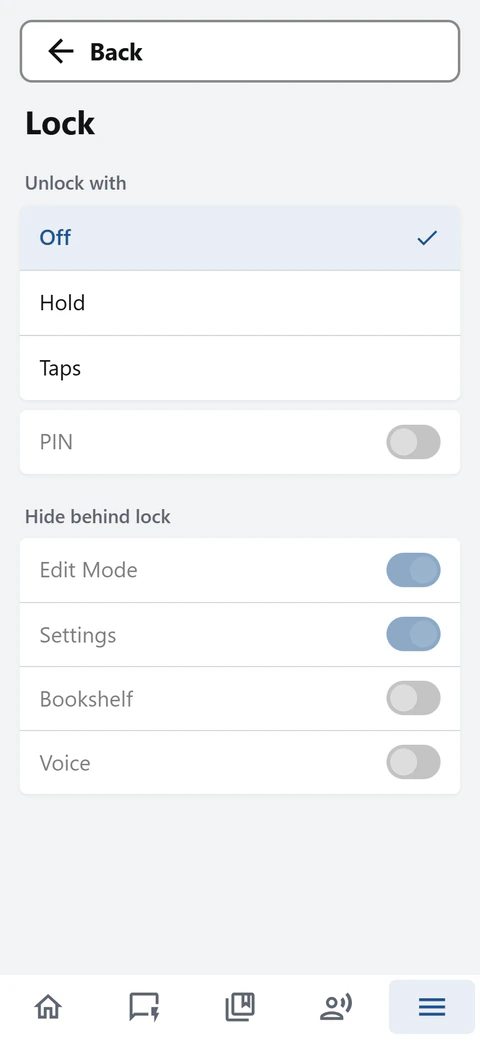 Back
Lock
Unlock with
Off
Hold
Taps
PIN
Hide behind lock
Edit Mode
Settings
Bookshelf
Voice